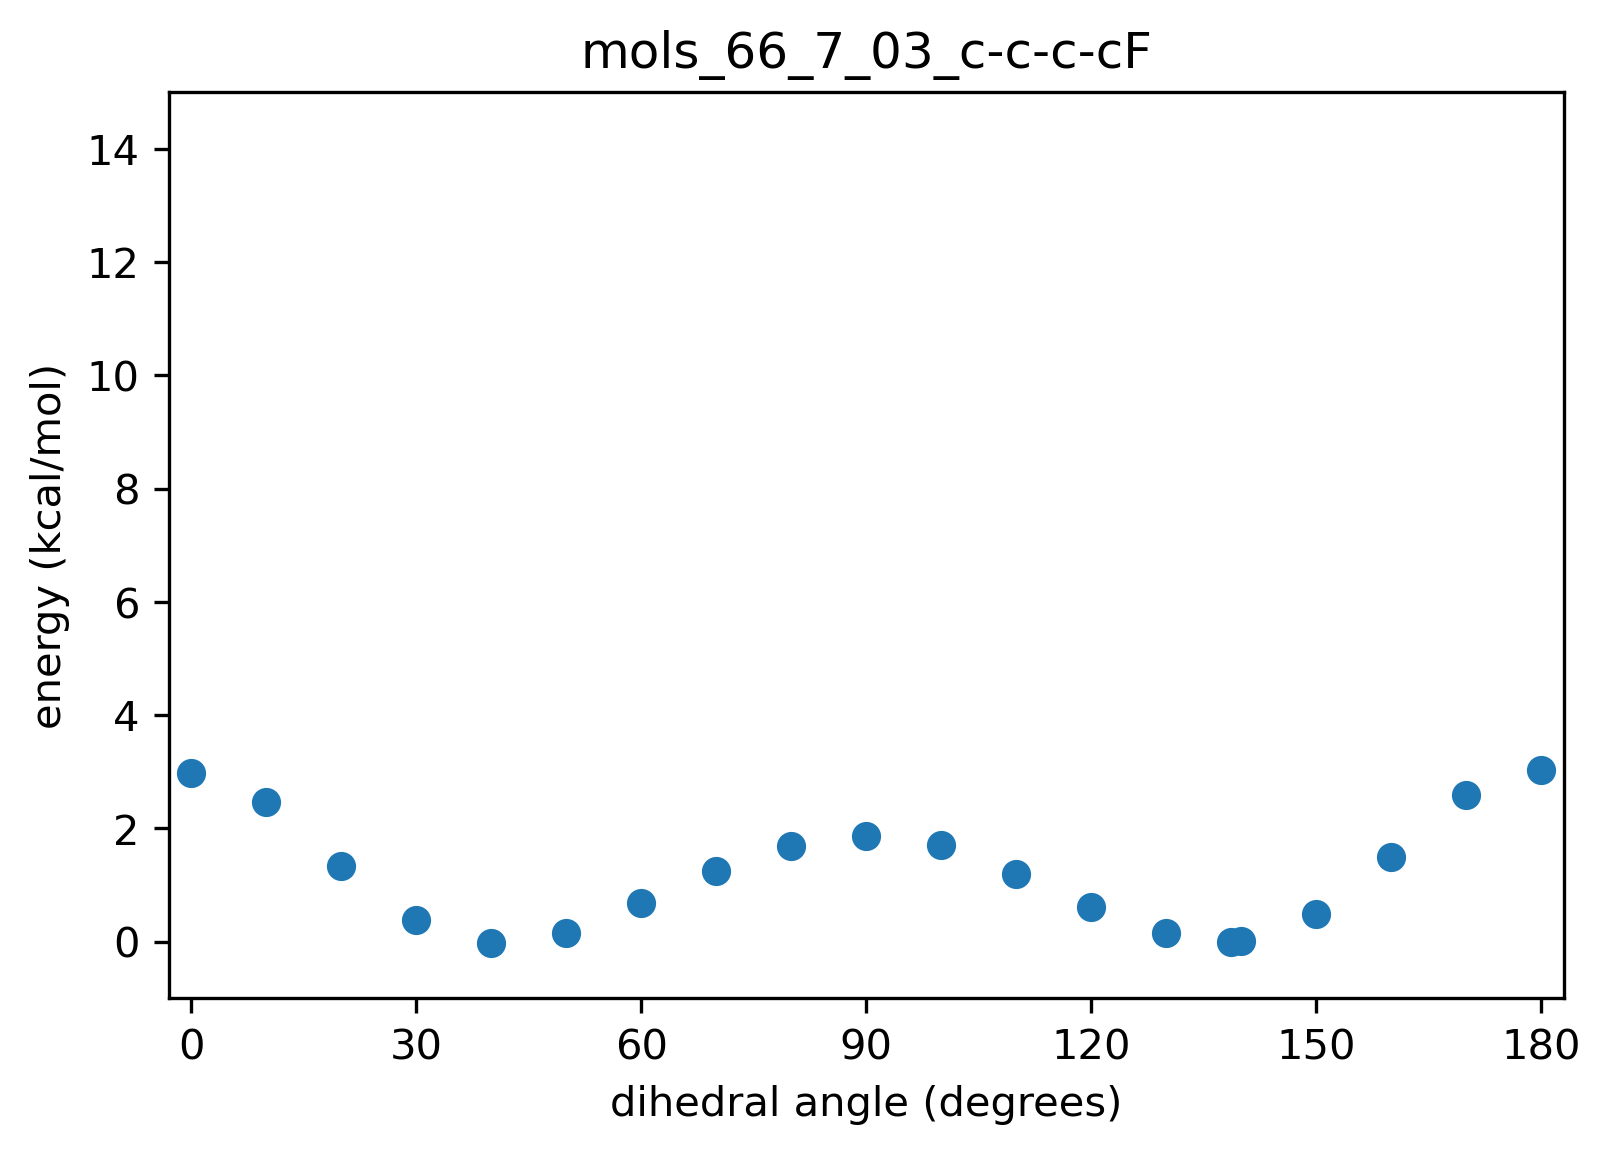 mols_66_7_03_c-c-c-cF
14
12
10
8
6
4
2
0
energy (kcal/mol)
0 30 60 90 120 150 180
dihedral angle (degrees)